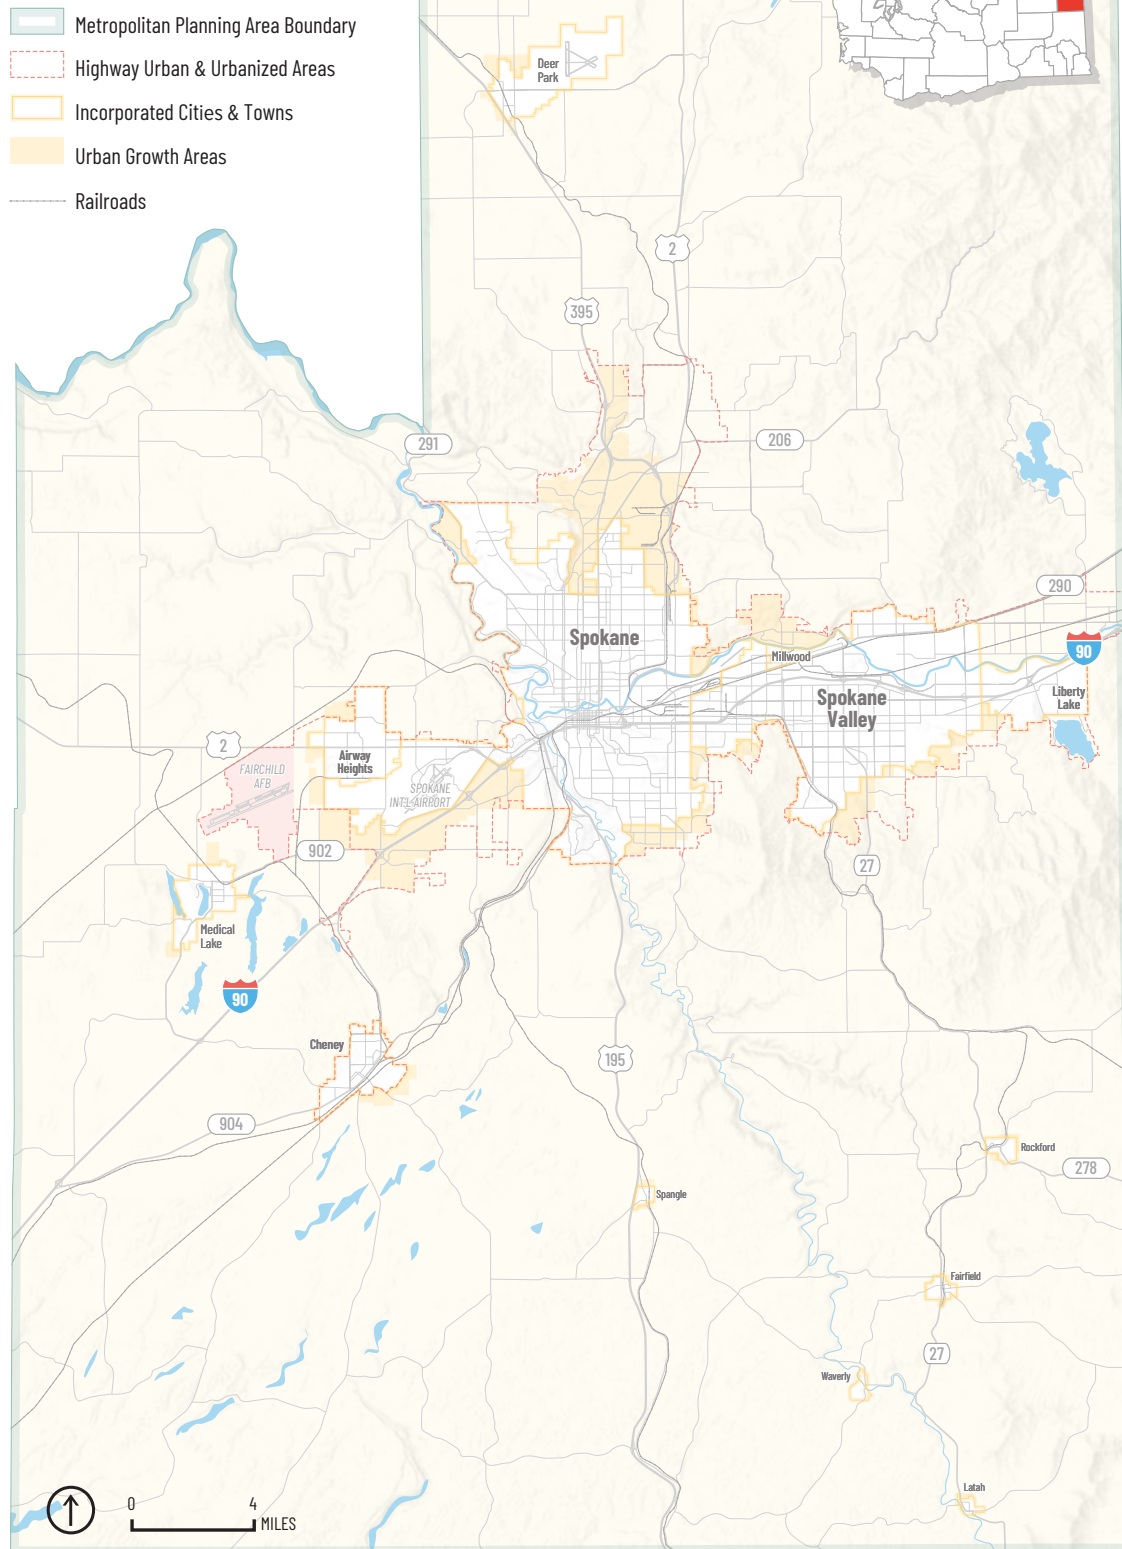 Metropolitan Planning Area Boundary
Highway Urban & Urbanized Areas
Incorporated Cities & Towns
Urban Growth Areas
Railroads
Deer
Park
2
395
291
206
290
Spokane
90
Millwood
Spokane
Valley
Liberty
Lake
2
Airway
Heights
FAIRCHILD
AFB
SPOKANE
INT'L AIRPORT
902
27
Medical
Lake
90
Cheney
195
904
Rockford
278
Spangle
Fairfield
27
Waverly
Latah
0 4
MILES